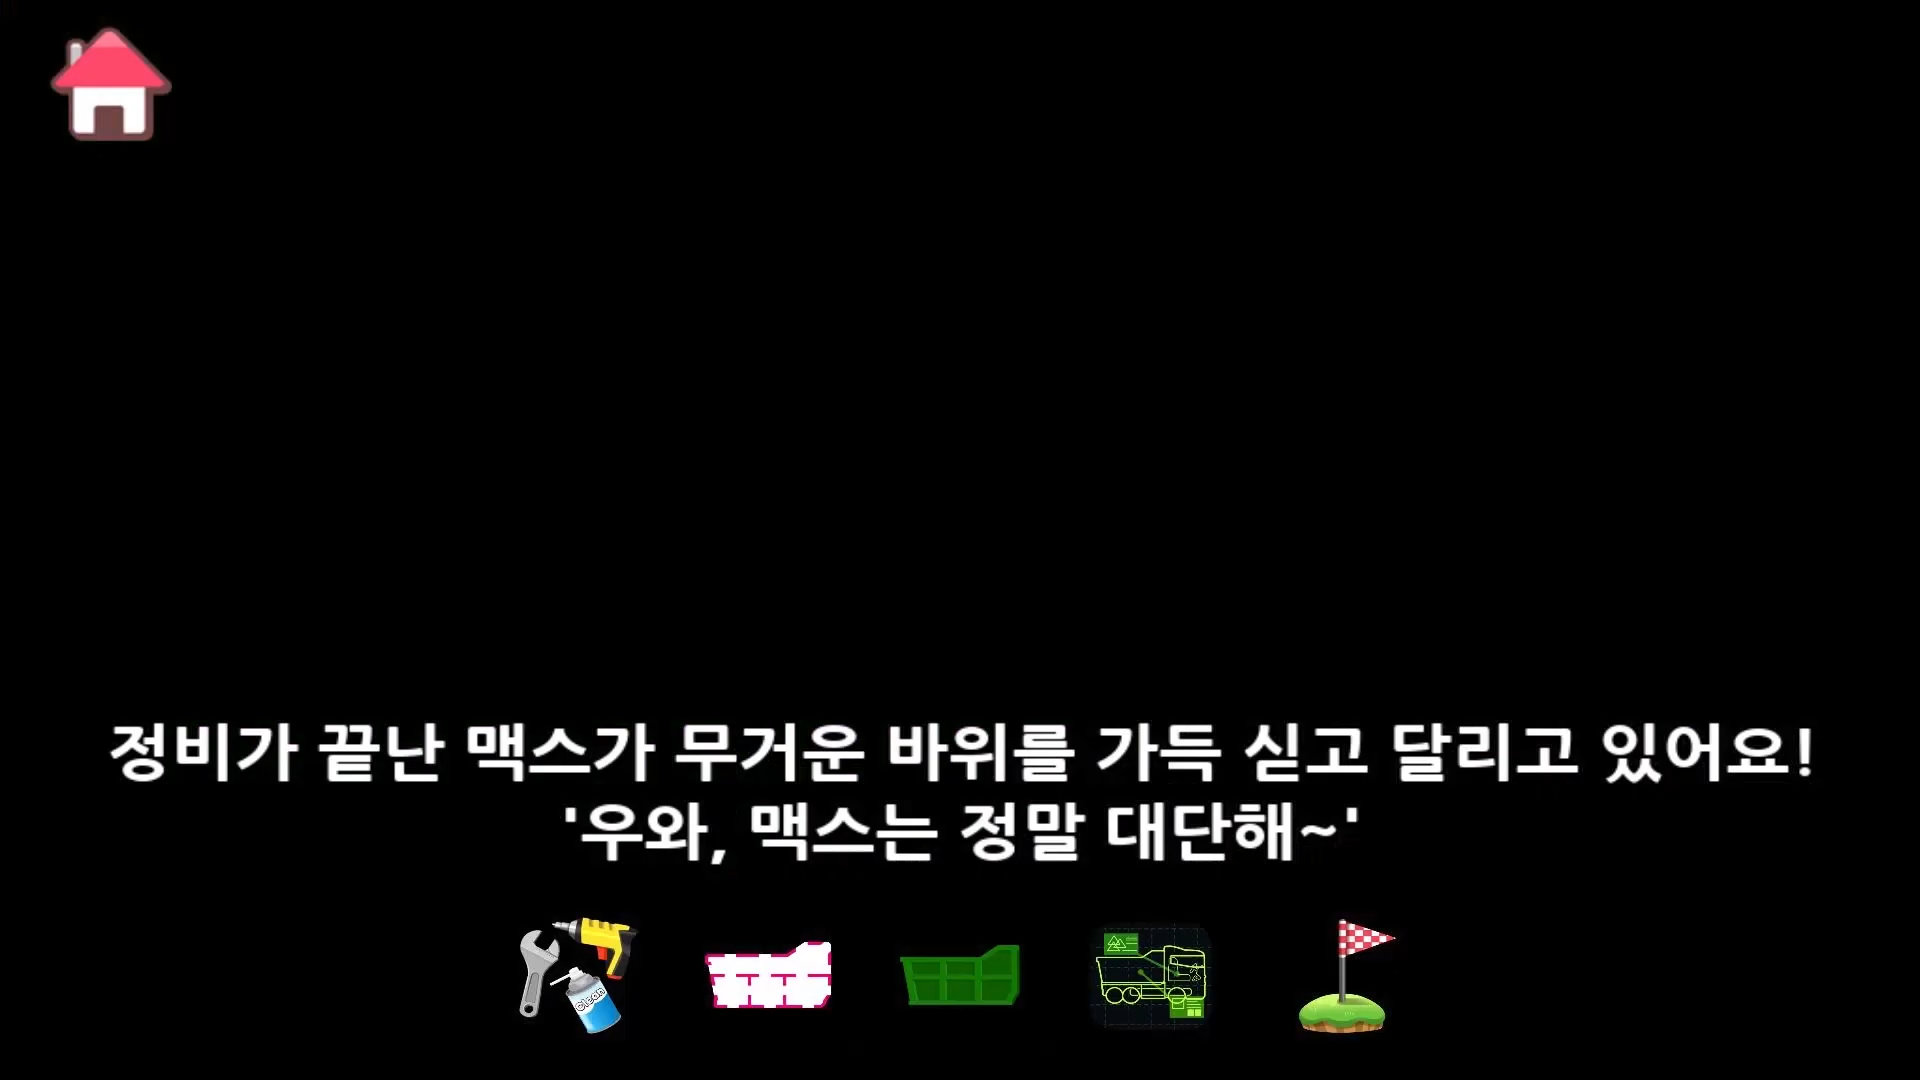 정비가 끝난 맥스가 무거운 바위를 가득 싣고 달리고 있어요!
'우와, 맥스는 정말 대단해~'
Clean